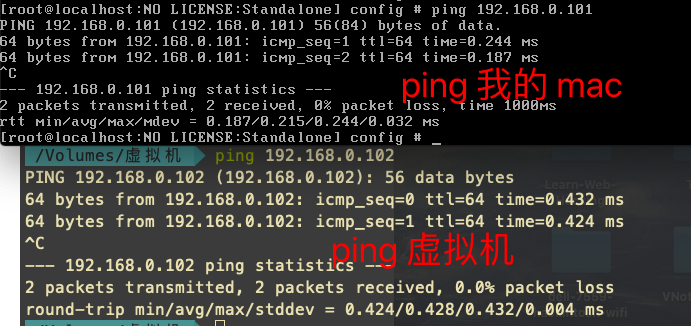 [root@localhost:NO LICENSE:Standalone] config # ping 192.168.0.101
PING 192.168.0.101 (192.168.0.101) 56(84) bytes of data.
64 bytes from 192.168.0.101: icmp_seq=1 ttl=64 time=0.244 ms
64 bytes from 192.168.0.101: icmp_seq=2 ttl=64 time=0.187 ms
^C
--- 192.168.0.101 ping statistics ---
ping 我的 mac
2 packets transmitted, 2 received, 0% packet loss, time 1000ms
rtt min/avg/max/mdev = 0.187/0.215/0.244/0.032 ms
[root@localhost:NO LICENSE:Standalone] config # _
/Volumes/虚拟机 ping 192.168.0.102
PING 192.168.0.102 (192.168.0.102): 56 data bytes
64 bytes from 192.168.0.102: icmp_seq=0 ttl=64 time=0.432 ms
64 bytes from 192.168.0.102: icmp_seq=1 ttl=64 time=0.424 ms
^C
ping 虚拟机
--- 192.168.0.102 ping statistics ---
2 packets transmitted, 2 packets received, 0.0% packet loss
round-trip min/avg/max/stddev = 0.424/0.428/0.432/0.004 ms
/Volumes/虚拟机
Learn-Web-
dell-7559-
wifi